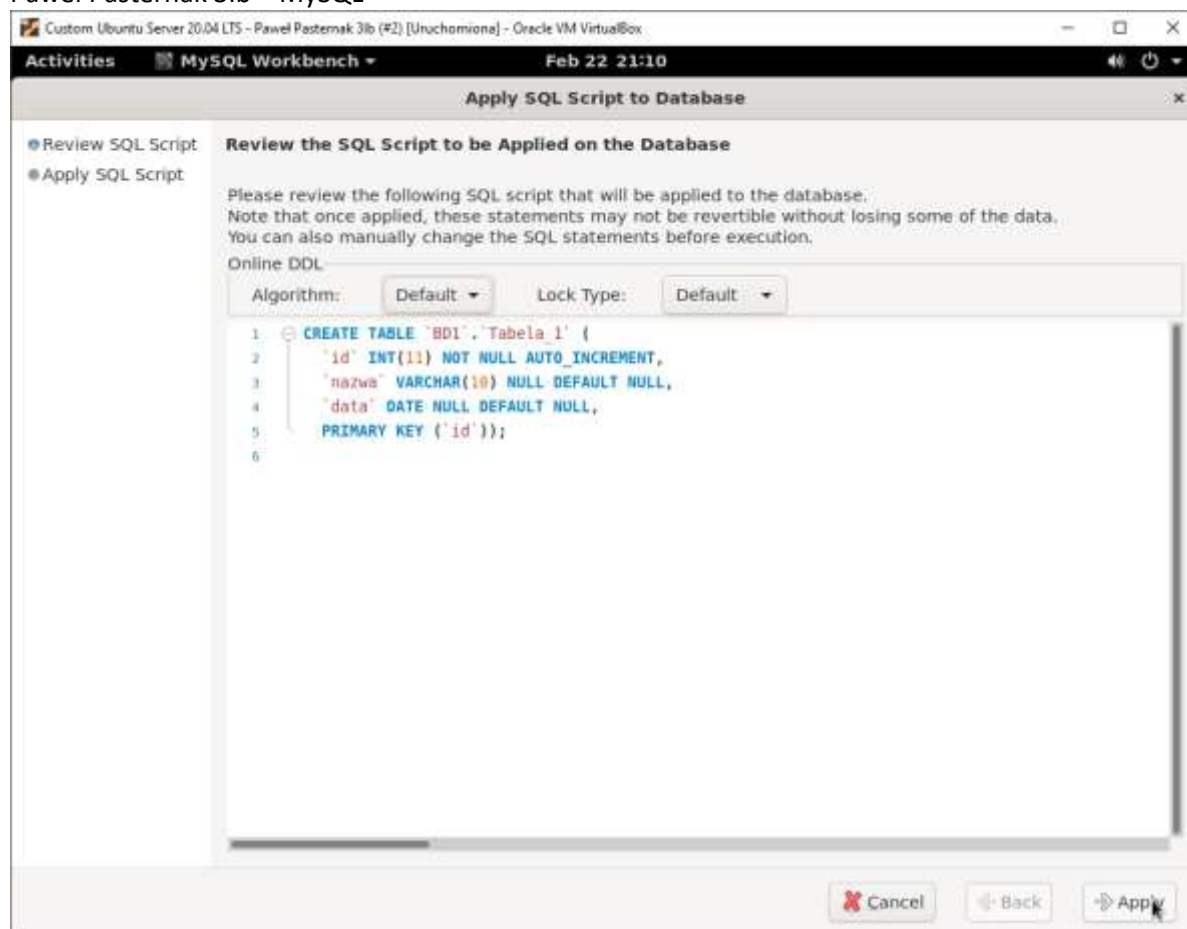 Paweł Pasternak 3Ib – MySQL
Custom Ubuntu Server 20.04 LTS - Paweł Pasternak 3Ib (#2) [Uruchomiona] - Oracle VM VirtualBox
Activities MySQL Workbench Feb 22 21:10
Apply SQL Script to Database
Review SQL Script
Apply SQL Script
Review the SQL Script to be Applied on the Database
Please review the following SQL script that will be applied to the database.
Note that once applied, these statements may not be revertible without losing some of the data.
You can also manually change the SQL statements before execution.
Online DDL
Algorithm: Default Lock Type: Default
1 CREATE TABLE `BD1`.`Tabela_1` (
2 `id` INT(11) NOT NULL AUTO_INCREMENT,
3 `nazwa` VARCHAR(10) NULL DEFAULT NULL,
4 `data` DATE NULL DEFAULT NULL,
5 PRIMARY KEY (`id`));
6
Cancel Back Apply